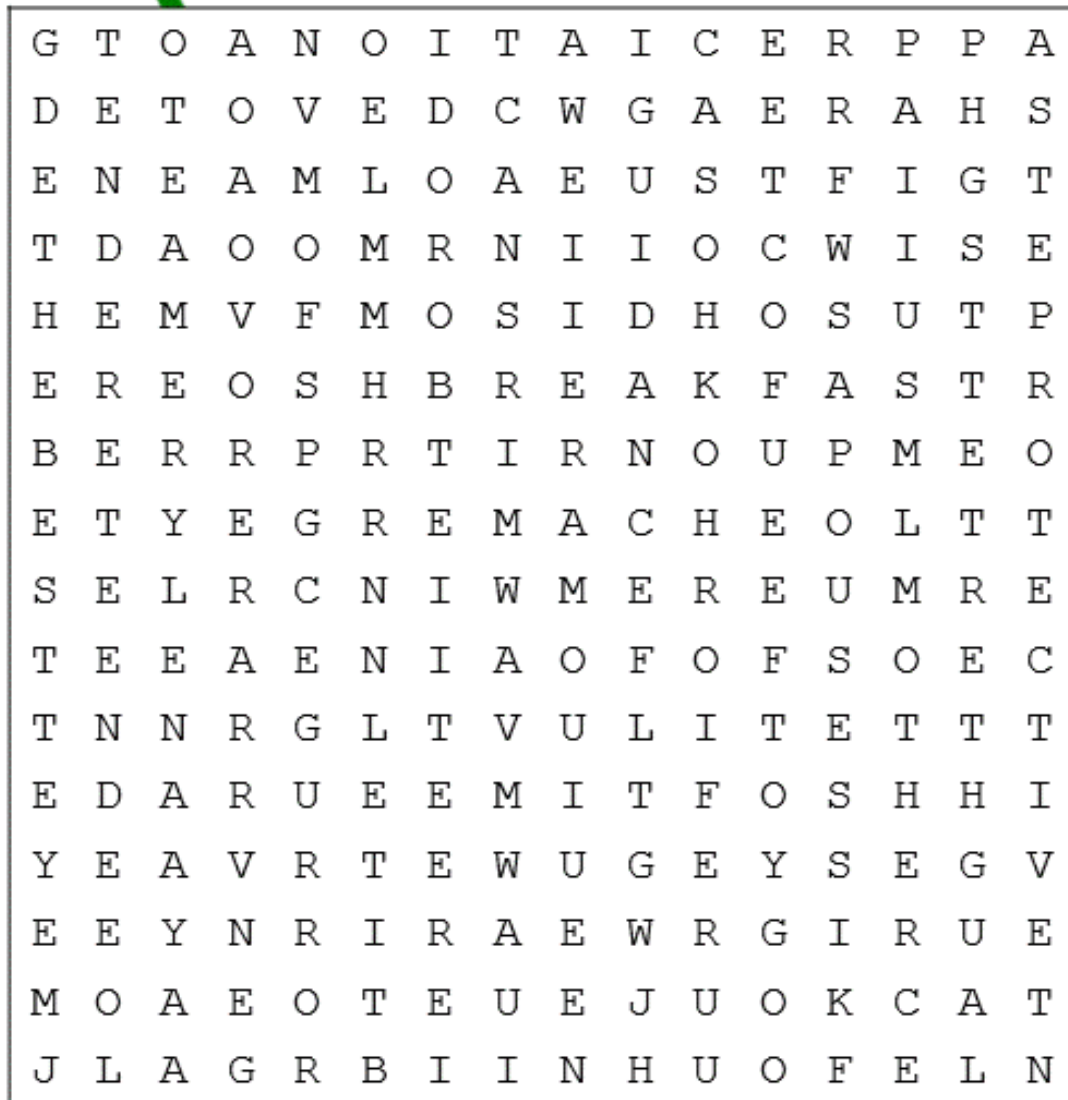 G T O A N O I T A I C E R P P A
D E T O V E D C W G A E R A H S
E N E A M L O A E U S T F I G T
T D A O O M R N I I O C W I S E
H E M V F M O S I D H O S U T P
E R E O S H B R E A K F A S T R
B E R R P R T I R N O U P M E O
E T Y E G R E M A C H E O L T T
S E L R C N I W M E R E U M R E
T E E A E N I A O F O F S O E C
T N N R G L T V U L I T E T T T
E D A R U E E M I T F O S H H I
Y E A V R T E W U G E Y S E G V
E E Y N R I R A E W R G I R U E
M O A E O T E U E J U O K C A T
J L A G R B I I N H U O F E L N